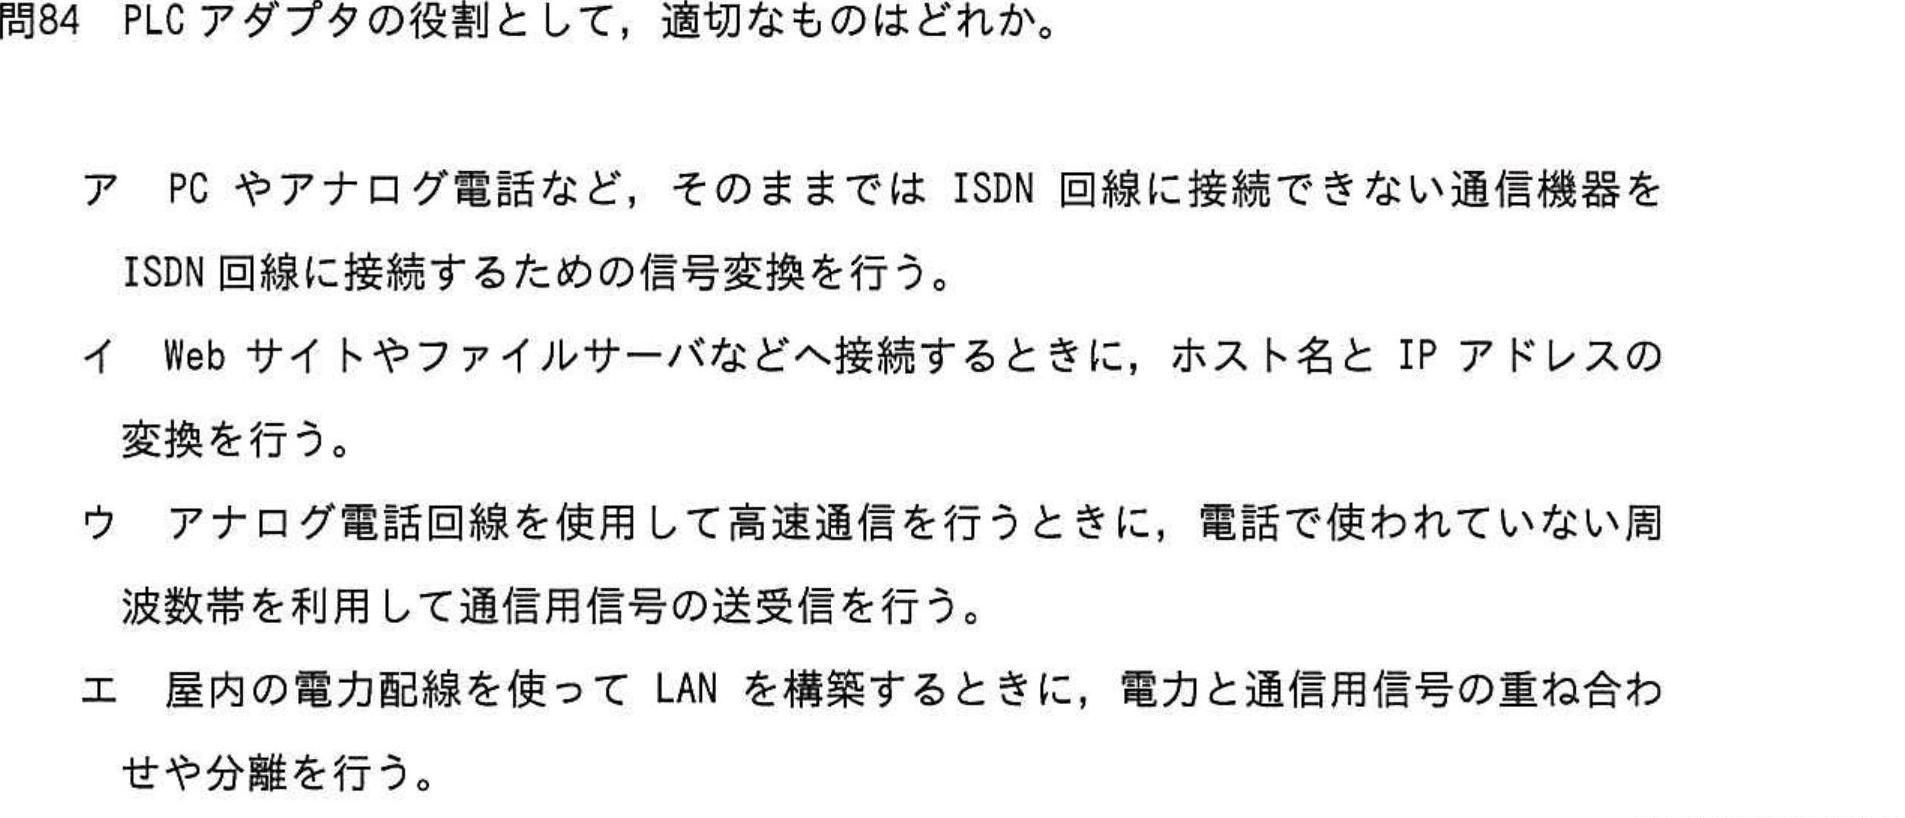 問84　PLC アダプタの役割として，適切なものはどれか。
ア　PC やアナログ電話など，そのままでは ISDN 回線に接続できない通信機器を
ISDN 回線に接続するための信号変換を行う。
イ　Web サイトやファイルサーバなどへ接続するときに，ホスト名と IP アドレスの
変換を行う。
ウ　アナログ電話回線を使用して高速通信を行うときに，電話で使われていない周
波数帯を利用して通信用信号の送受信を行う。
エ　屋内の電力配線を使って LAN を構築するときに，電力と通信用信号の重ね合わ
せや分離を行う。